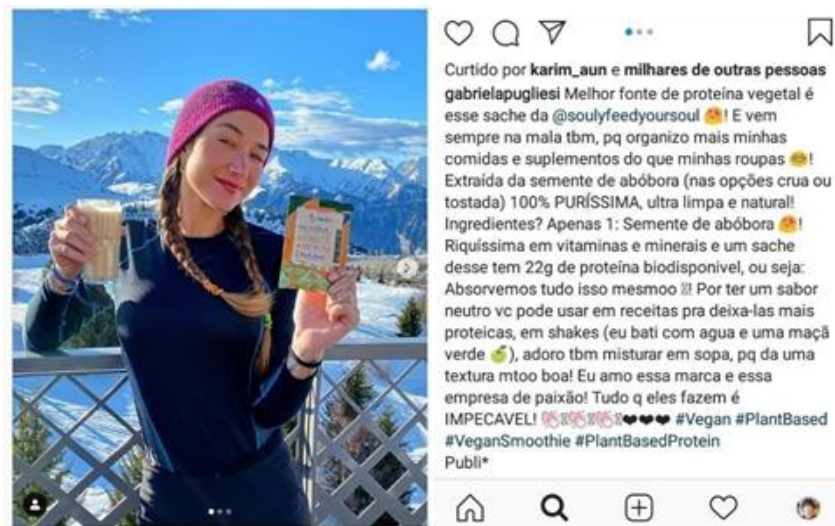 Curtido por karim_aun e milhares de outras pessoas
gabrielapugliesi Melhor fonte de proteína vegetal é
esse sache da @soulyfeedyoursoul 😍! E vem
sempre na mala tbm, pq organizo mais minhas
comidas e suplementos do que minhas roupas 😂!
Extraída da semente de abóbora (nas opções crua ou
tostada) 100% PURÍSSIMA, ultra limpa e natural!
Ingredientes? Apenas 1: Semente de abóbora 😍!
Riquíssima em vitaminas e minerais e um sache
desse tem 22g de proteína biodisponivel, ou seja:
Absorvemos tudo isso mesmoo ! Por ter um sabor
neutro vc pode usar em receitas pra deixa-las mais
proteicas, em shakes (eu bati com agua e uma maçã
verde 🍏), adoro tbm misturar em sopa, pq da uma
textura mtoo boa! Eu amo essa marca e essa
empresa de paixão! Tudo q eles fazem é
IMPECAVEL! ❤❤❤ #Vegan #PlantBased
#VeganSmoothie #PlantBasedProtein
Publi*